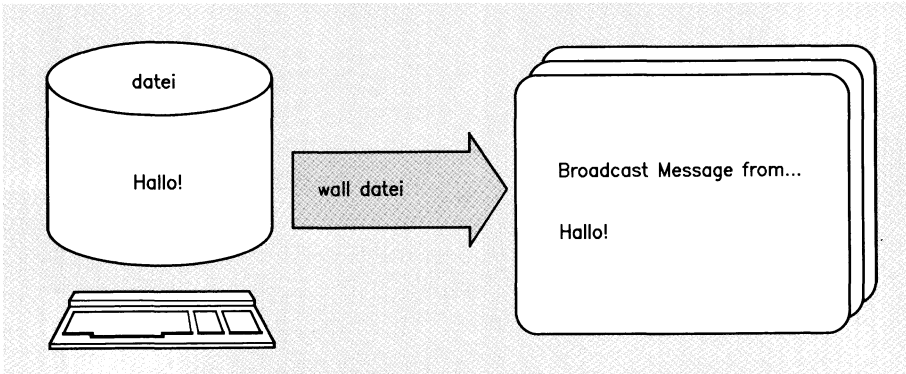 datei
Hallo!
wall datei
Broadcast Message from...
Hallo!